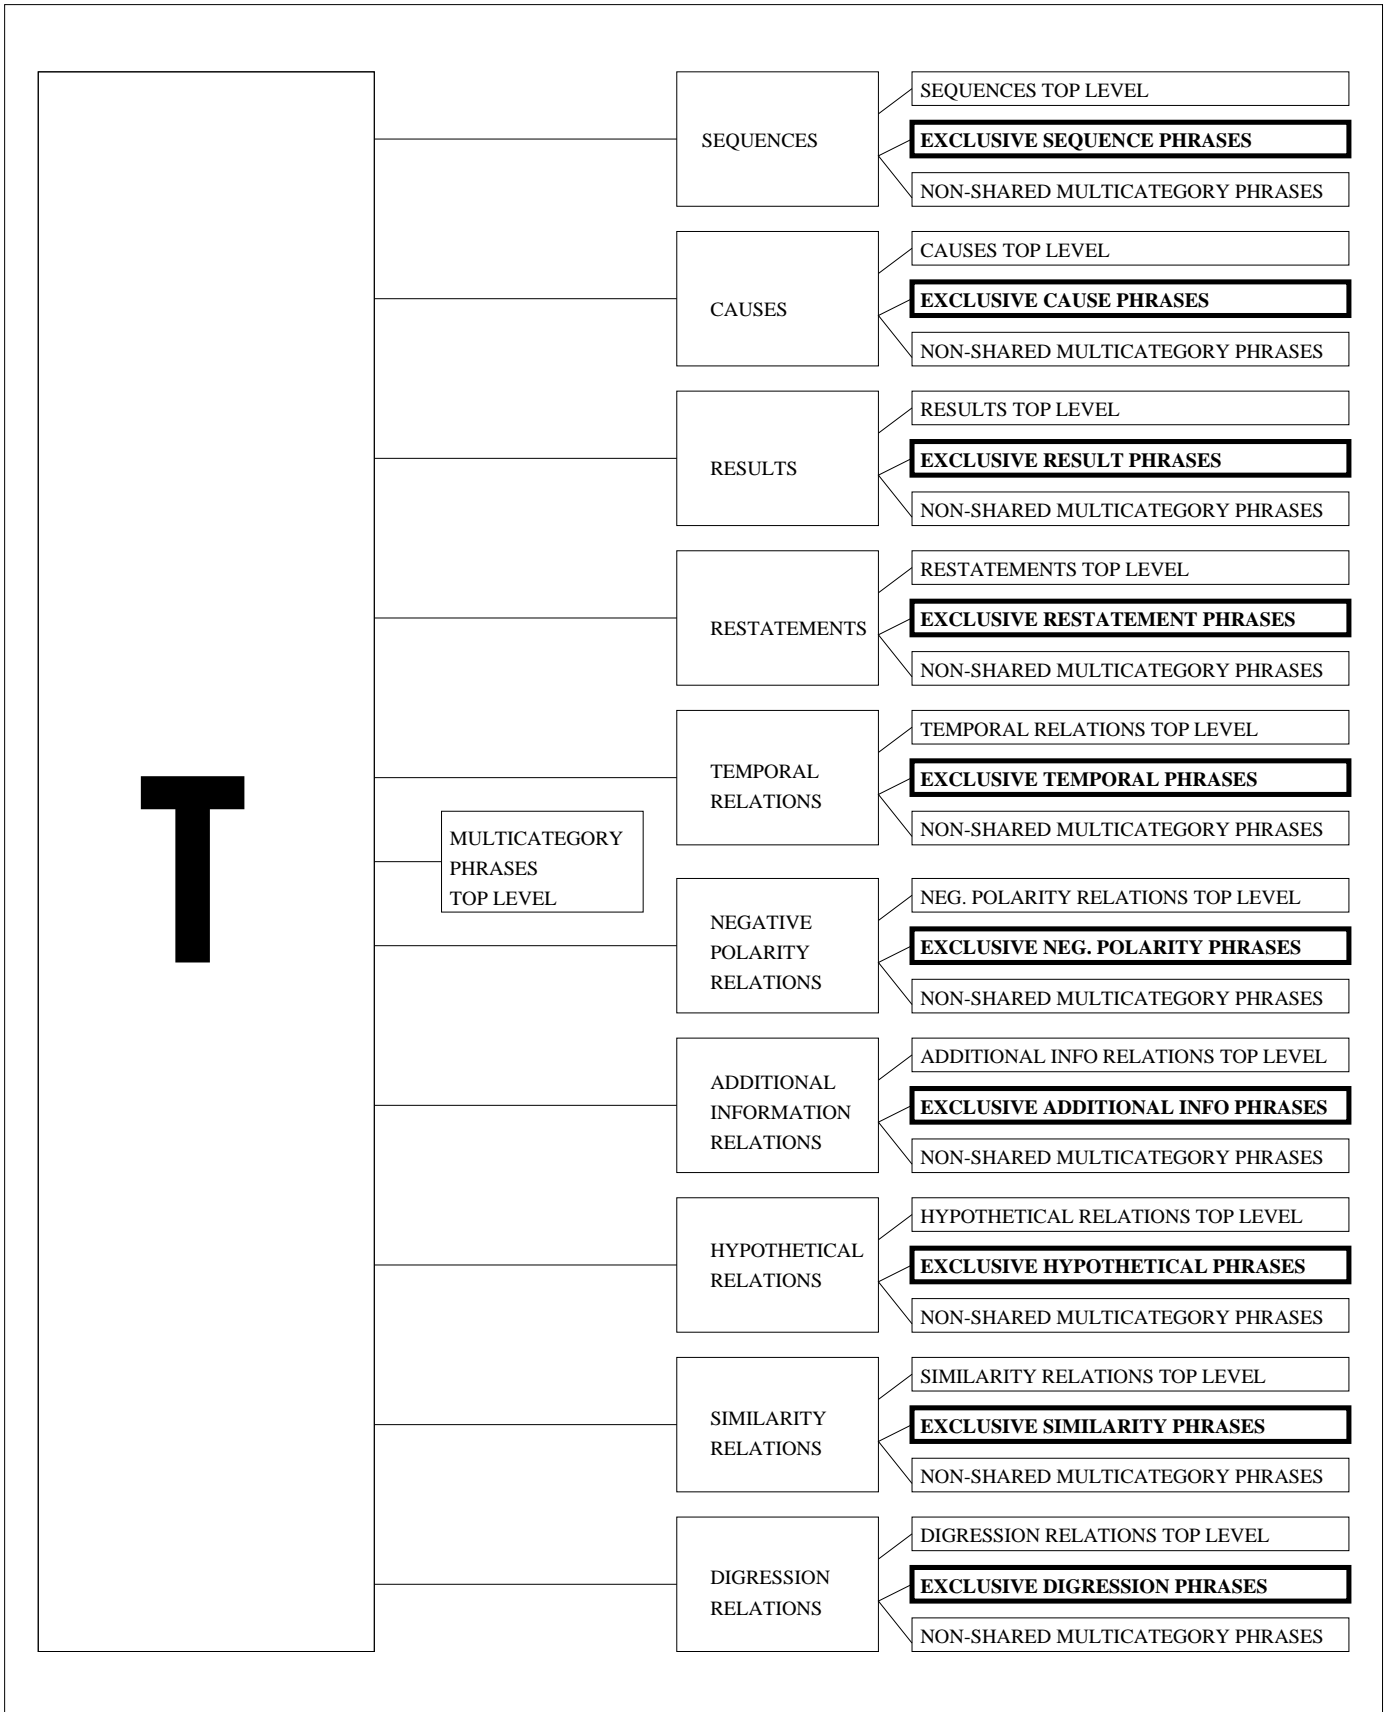 SEQUENCES TOP LEVEL
SEQUENCES
EXCLUSIVE SEQUENCE PHRASES
NON-SHARED MULTICATEGORY PHRASES
CAUSES TOP LEVEL
CAUSES
EXCLUSIVE CAUSE PHRASES
NON-SHARED MULTICATEGORY PHRASES
RESULTS TOP LEVEL
RESULTS
EXCLUSIVE RESULT PHRASES
NON-SHARED MULTICATEGORY PHRASES
RESTATEMENTS TOP LEVEL
RESTATEMENTS
EXCLUSIVE RESTATEMENT PHRASES
NON-SHARED MULTICATEGORY PHRASES
T
MULTICATEGORY
PHRASES
TOP LEVEL
TEMPORAL RELATIONS TOP LEVEL
TEMPORAL
RELATIONS
EXCLUSIVE TEMPORAL PHRASES
NON-SHARED MULTICATEGORY PHRASES
NEG. POLARITY RELATIONS TOP LEVEL
NEGATIVE
POLARITY
RELATIONS
EXCLUSIVE NEG. POLARITY PHRASES
NON-SHARED MULTICATEGORY PHRASES
ADDITIONAL INFO RELATIONS TOP LEVEL
ADDITIONAL
INFORMATION
RELATIONS
EXCLUSIVE ADDITIONAL INFO PHRASES
NON-SHARED MULTICATEGORY PHRASES
HYPOTHETICAL RELATIONS TOP LEVEL
HYPOTHETICAL
RELATIONS
EXCLUSIVE HYPOTHETICAL PHRASES
NON-SHARED MULTICATEGORY PHRASES
SIMILARITY RELATIONS TOP LEVEL
SIMILARITY
RELATIONS
EXCLUSIVE SIMILARITY PHRASES
NON-SHARED MULTICATEGORY PHRASES
DIGRESSION RELATIONS TOP LEVEL
DIGRESSION
RELATIONS
EXCLUSIVE DIGRESSION PHRASES
NON-SHARED MULTICATEGORY PHRASES